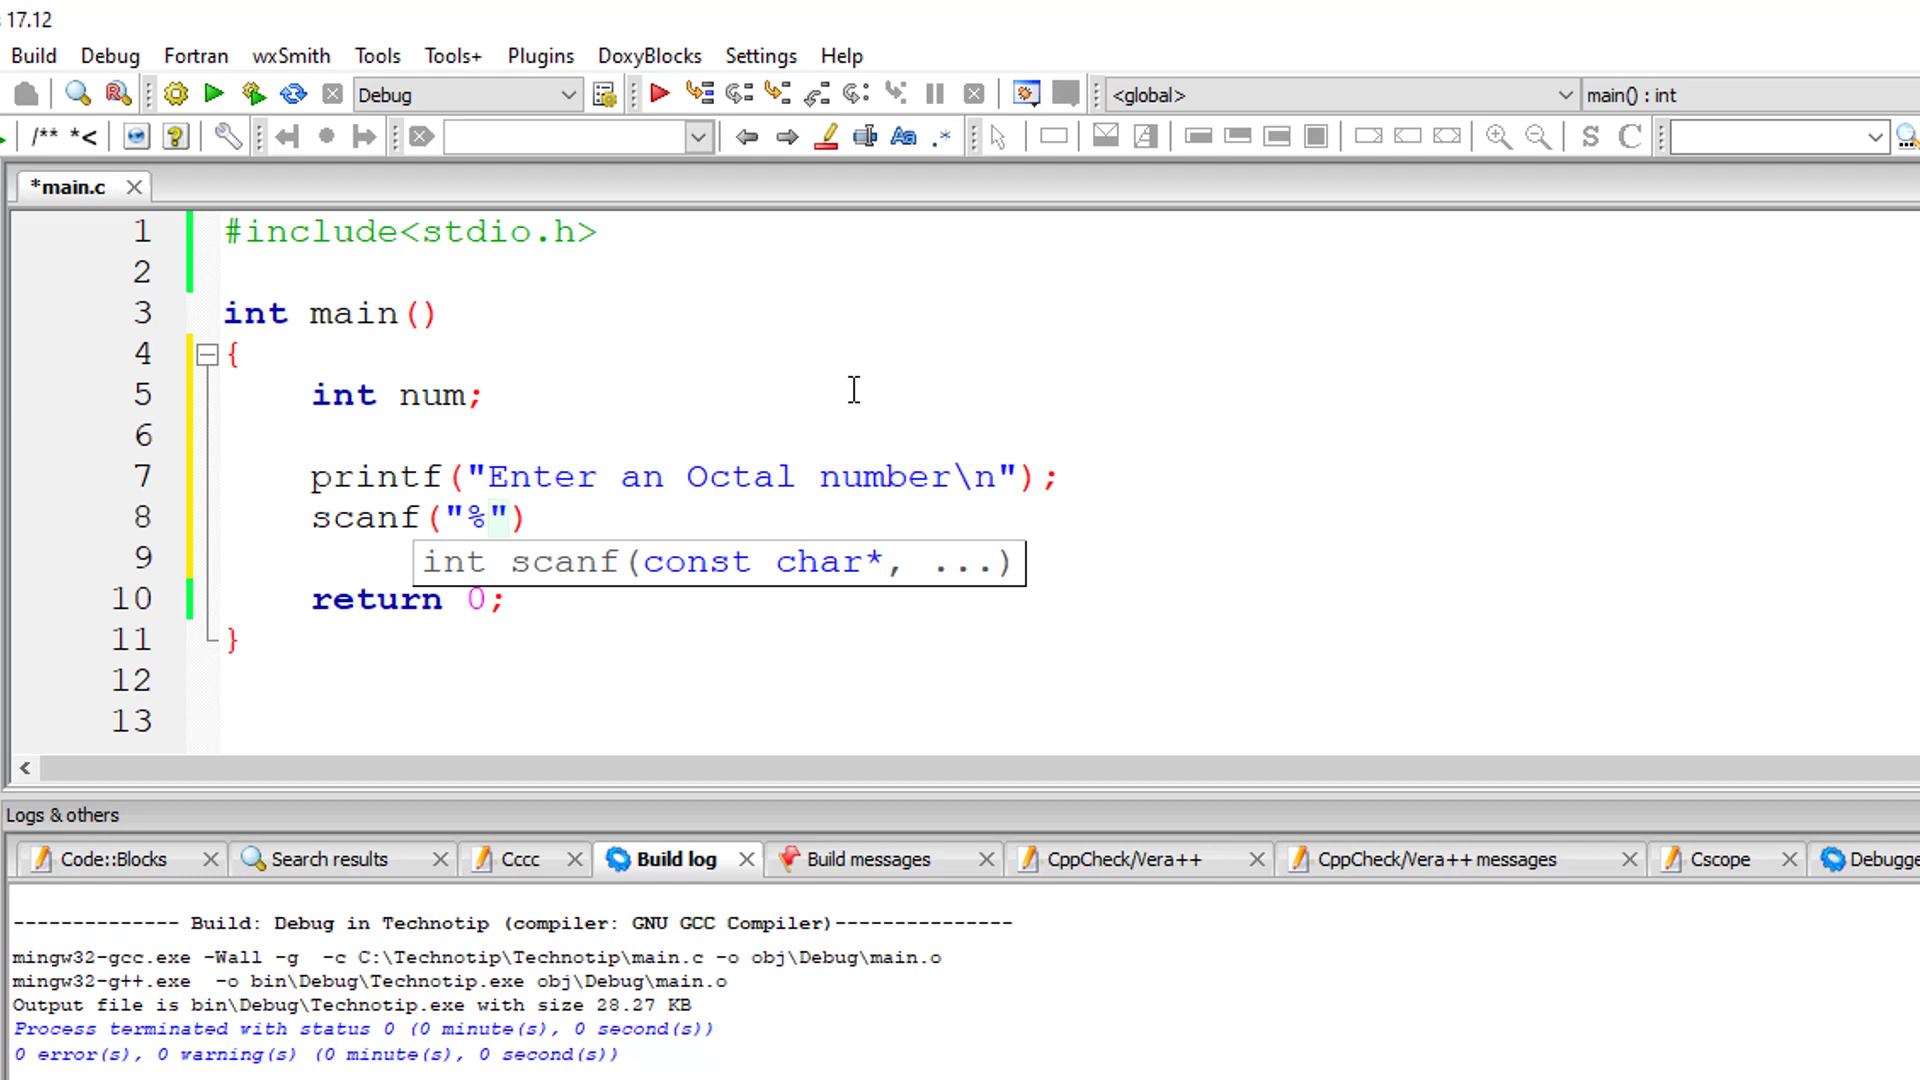 17.12
Build Debug Fortran wxSmith Tools Tools+ Plugins DoxyBlocks Settings Help
Debug <global> main() : int
/** *< Aa .* S C
*main.c
1 #include<stdio.h>
2
3 int main()
4 {
5 int num;
6
7 printf("Enter an Octal number\n");
8 scanf("%")
9 int scanf(const char*, ...)
10 return 0;
11 }
12
13
Logs & others
Code::Blocks Search results Cccc Build log Build messages CppCheck/Vera++ CppCheck/Vera++ messages Cscope Debugge
-------------- Build: Debug in Technotip (compiler: GNU GCC Compiler)---------------
mingw32-gcc.exe -Wall -g -c C:\Technotip\Technotip\main.c -o obj\Debug\main.o
mingw32-g++.exe -o bin\Debug\Technotip.exe obj\Debug\main.o
Output file is bin\Debug\Technotip.exe with size 28.27 KB
Process terminated with status 0 (0 minute(s), 0 second(s))
0 error(s), 0 warning(s) (0 minute(s), 0 second(s))